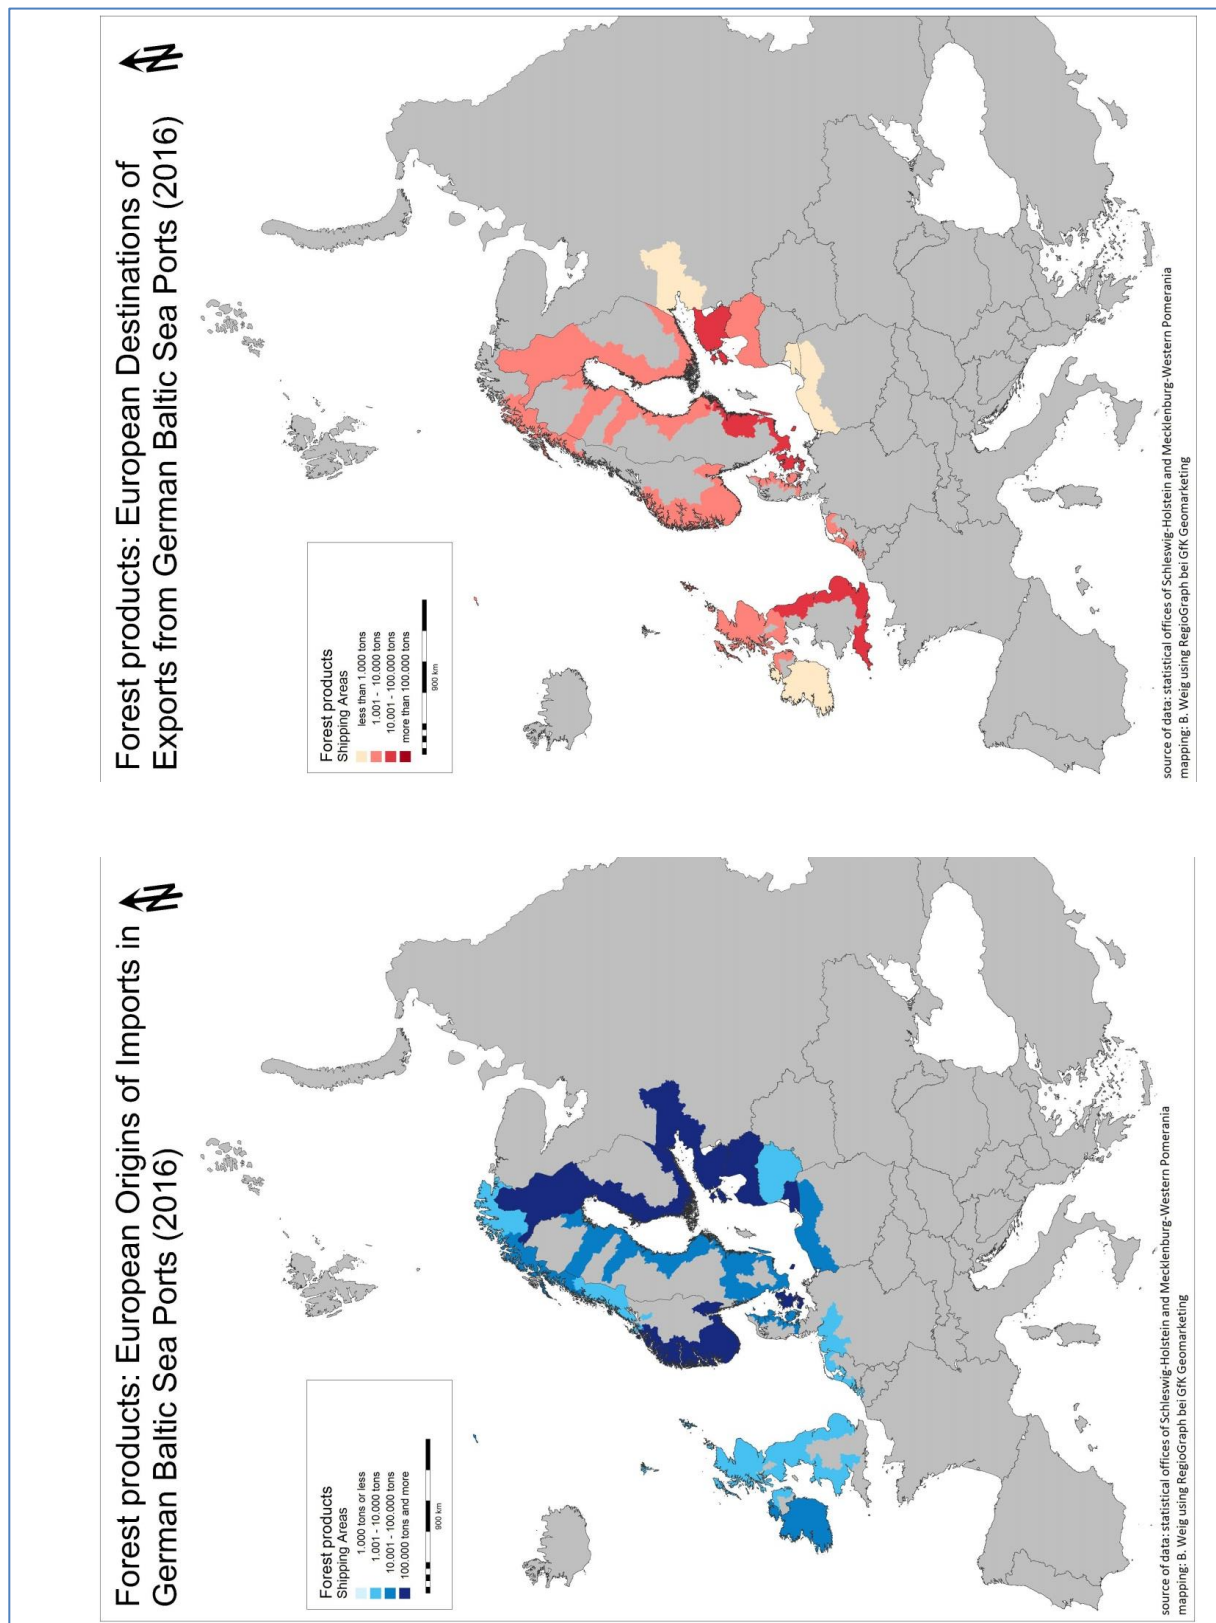 Forest products: European Destinations of
Exports from German Baltic Sea Ports (2016)
N
Forest products
Shipping Areas
less than 1.000 tons
1.001 - 10.000 tons
10.001 - 100.000 tons
more than 100.000 tons
900 km
source of data: statistical offices of Schleswig-Holstein and Mecklenburg-Western Pomerania
mapping: B. Weig using RegioGraph bei GfK Geomarketing
Forest products: European Origins of Imports in
German Baltic Sea Ports (2016)
N
Forest products
Shipping Areas
1.000 tons or less
1.001 - 10.000 tons
10.001 - 100.000 tons
100.000 tons and more
900 km
source of data: statistical offices of Schleswig-Holstein and Mecklenburg-Western Pomerania
mapping: B. Weig using RegioGraph bei GfK Geomarketing